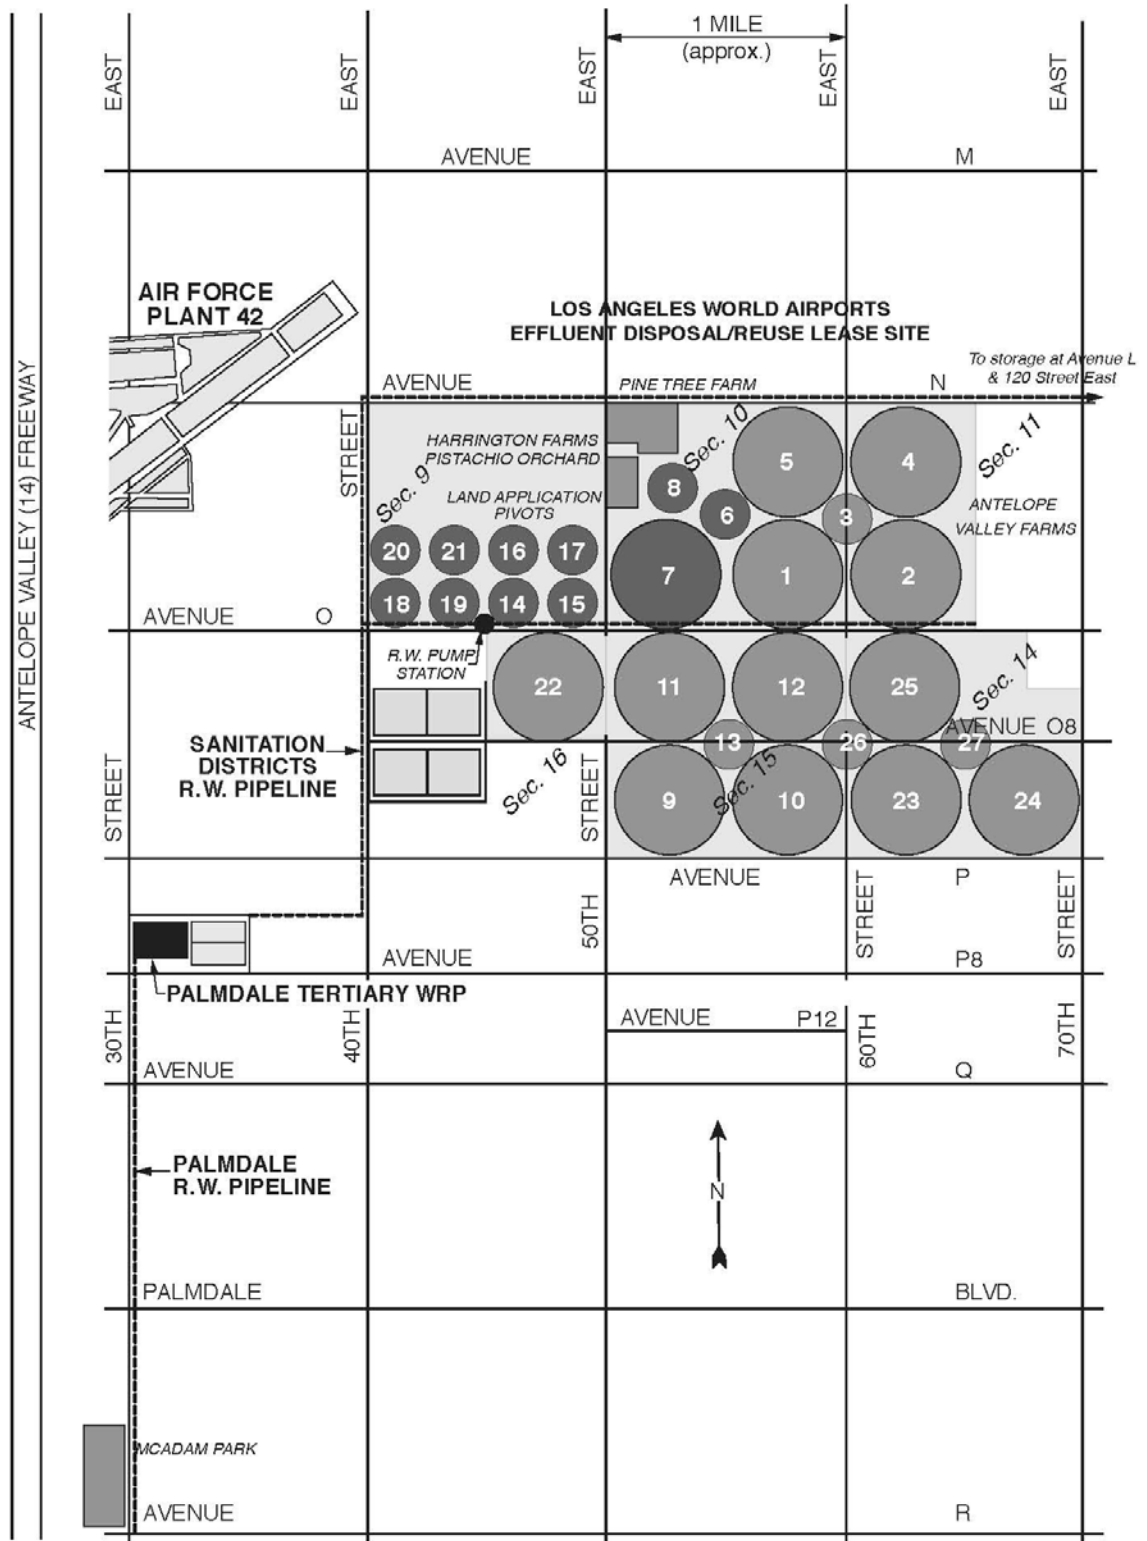 1 MILE
(approx.)
EAST
EAST
EAST
EAST
EAST
AVENUE M
AIR FORCE
PLANT 42
LOS ANGELES WORLD AIRPORTS
EFFLUENT DISPOSAL/REUSE LEASE SITE
To storage at Avenue L
& 120 Street East
AVENUE N
PINE TREE FARM
ANTELOPE VALLEY (14) FREEWAY
STREET
HARRINGTON FARMS
PISTACHIO ORCHARD
Sec. 9
LAND APPLICATION
PIVOTS
Sec. 10
Sec. 11
5 4
8
6 3
ANTELOPE
VALLEY FARMS
20 21 16 17
7 1 2
18 19 14 15
AVENUE O
R.W. PUMP
STATION
22 11 12 25
Sec. 14
AVENUE O8
13 26 27
SANITATION
DISTRICTS
R.W. PIPELINE
Sec. 16
Sec. 15
STREET
STREET
9 10 23 24
AVENUE P
STREET
STREET
50TH
AVENUE P8
PALMDALE TERTIARY WRP
30TH
40TH
AVENUE P12
60TH
70TH
AVENUE Q
PALMDALE
R.W. PIPELINE
N
PALMDALE BLVD.
MCADAM PARK
AVENUE R